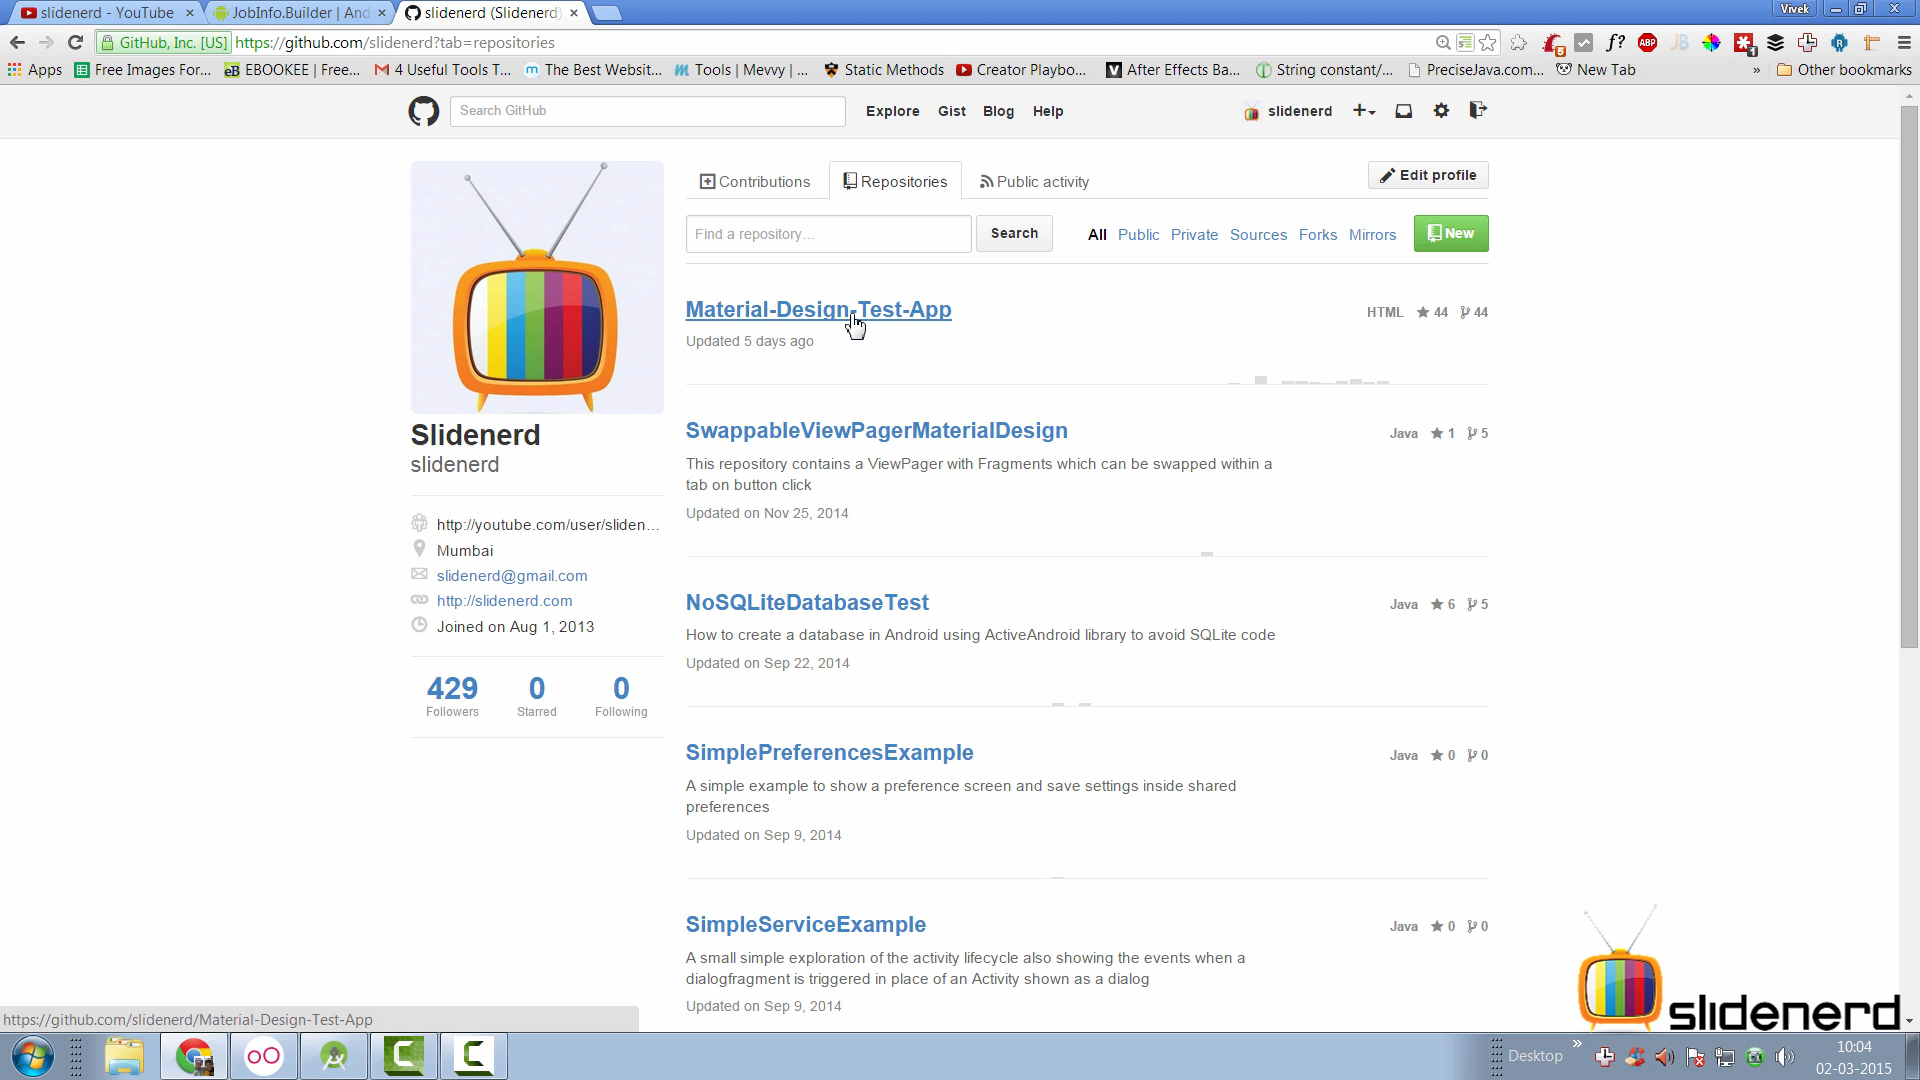 slidenerd - YouTube
JobInfo.Builder | And
slidenerd (Slidenerd)
Vivek
GitHub, Inc. [US] https://github.com/slidenerd?tab=repositories
Apps
Free Images For...
EBOOKEE | Free...
4 Useful Tools T...
The Best Websit...
Tools | Mevvy | ...
Static Methods
Creator Playbo...
After Effects Ba...
String constant/...
PreciseJava.com...
New Tab
»
Other bookmarks
Search GitHub
Explore
Gist
Blog
Help
slidenerd
Contributions
Repositories
Public activity
Edit profile
Find a repository...
Search
All
Public
Private
Sources
Forks
Mirrors
New
Slidenerd
slidenerd
http://youtube.com/user/sliden...
Mumbai
slidenerd@gmail.com
http://slidenerd.com
Joined on Aug 1, 2013
429
Followers
0
Starred
0
Following
Material-Design-Test-App
HTML 44 44
Updated 5 days ago
SwappableViewPagerMaterialDesign
Java 1 5
This repository contains a ViewPager with Fragments which can be swapped within a
tab on button click
Updated on Nov 25, 2014
NoSQLiteDatabaseTest
Java 6 5
How to create a database in Android using ActiveAndroid library to avoid SQLite code
Updated on Sep 22, 2014
SimplePreferencesExample
Java 0 0
A simple example to show a preference screen and save settings inside shared
preferences
Updated on Sep 9, 2014
SimpleServiceExample
Java 0 0
A small simple exploration of the activity lifecycle also showing the events when a
dialogfragment is triggered in place of an Activity shown as a dialog
Updated on Sep 9, 2014
slidenerd
https://github.com/slidenerd/Material-Design-Test-App
Desktop
»
10:04
02-03-2015